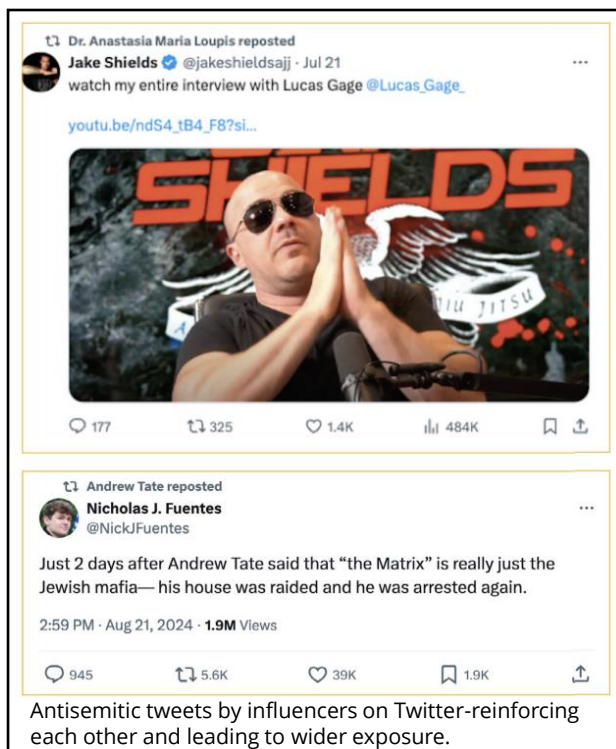 Dr. Anastasia Maria Loupis reposted
Jake Shields @jakeshieldsajj · Jul 21
watch my entire interview with Lucas Gage @Lucas_Gage_
youtu.be/ndS4_tB4_F8?si...
SHIELDS
JIU JITSU
177 325 1.4K 484K
Andrew Tate reposted
Nicholas J. Fuentes
@NickJFuentes
Just 2 days after Andrew Tate said that “the Matrix” is really just the
Jewish mafia— his house was raided and he was arrested again.
2:59 PM · Aug 21, 2024 · 1.9M Views
945 5.6K 39K 1.9K
Antisemitic tweets by influencers on Twitter-reinforcing
each other and leading to wider exposure.